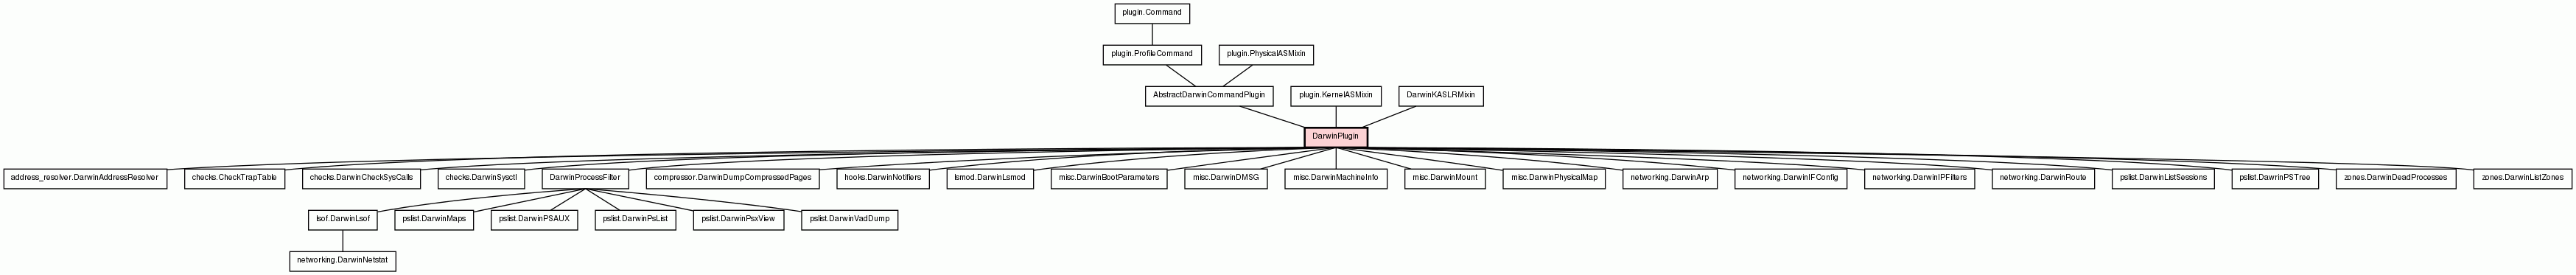 plugin.Command
plugin.ProfileCommand
plugin.PhysicalASMixin
AbstractDarwinCommandPlugin
plugin.KernelASMixin
DarwinKASLRMixin
DarwinPlugin
address_resolver.DarwinAddressResolver
checks.CheckTrapTable
checks.DarwinCheckSysCalls
checks.DarwinSysctl
DarwinProcessFilter
compressor.DarwinDumpCompressedPages
hooks.DarwinNotifiers
lsmod.DarwinLsmod
misc.DarwinBootParameters
misc.DarwinDMSG
misc.DarwinMachineInfo
misc.DarwinMount
misc.DarwinPhysicalMap
networking.DarwinArp
networking.DarwinIFConfig
networking.DarwinIPFilters
networking.DarwinRoute
pslist.DarwinListSessions
pslist.DawrinPSTree
zones.DarwinDeadProcesses
zones.DarwinListZones
lsof.DarwinLsof
pslist.DarwinMaps
pslist.DarwinPSAUX
pslist.DarwinPsList
pslist.DarwinPsxView
pslist.DarwinVadDump
networking.DarwinNetstat